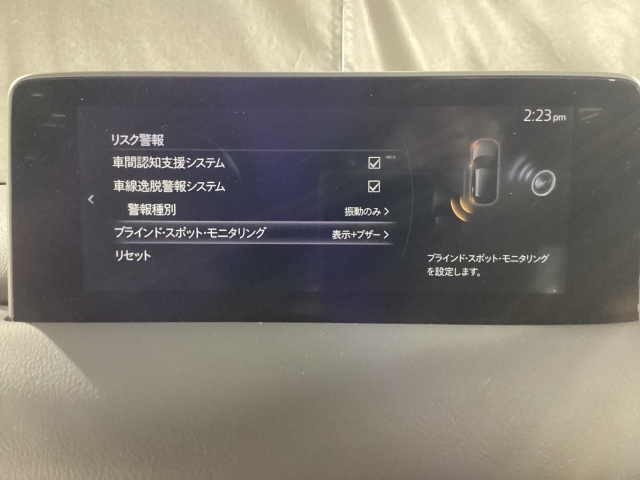 2:23pm
リスク警報
車間認知支援システム
車線逸脱警報システム
警報種別 振動のみ
ブラインド・スポット・モニタリング 表示+ブザー
リセット
ブラインド・スポット・モニタリング
を設定します。